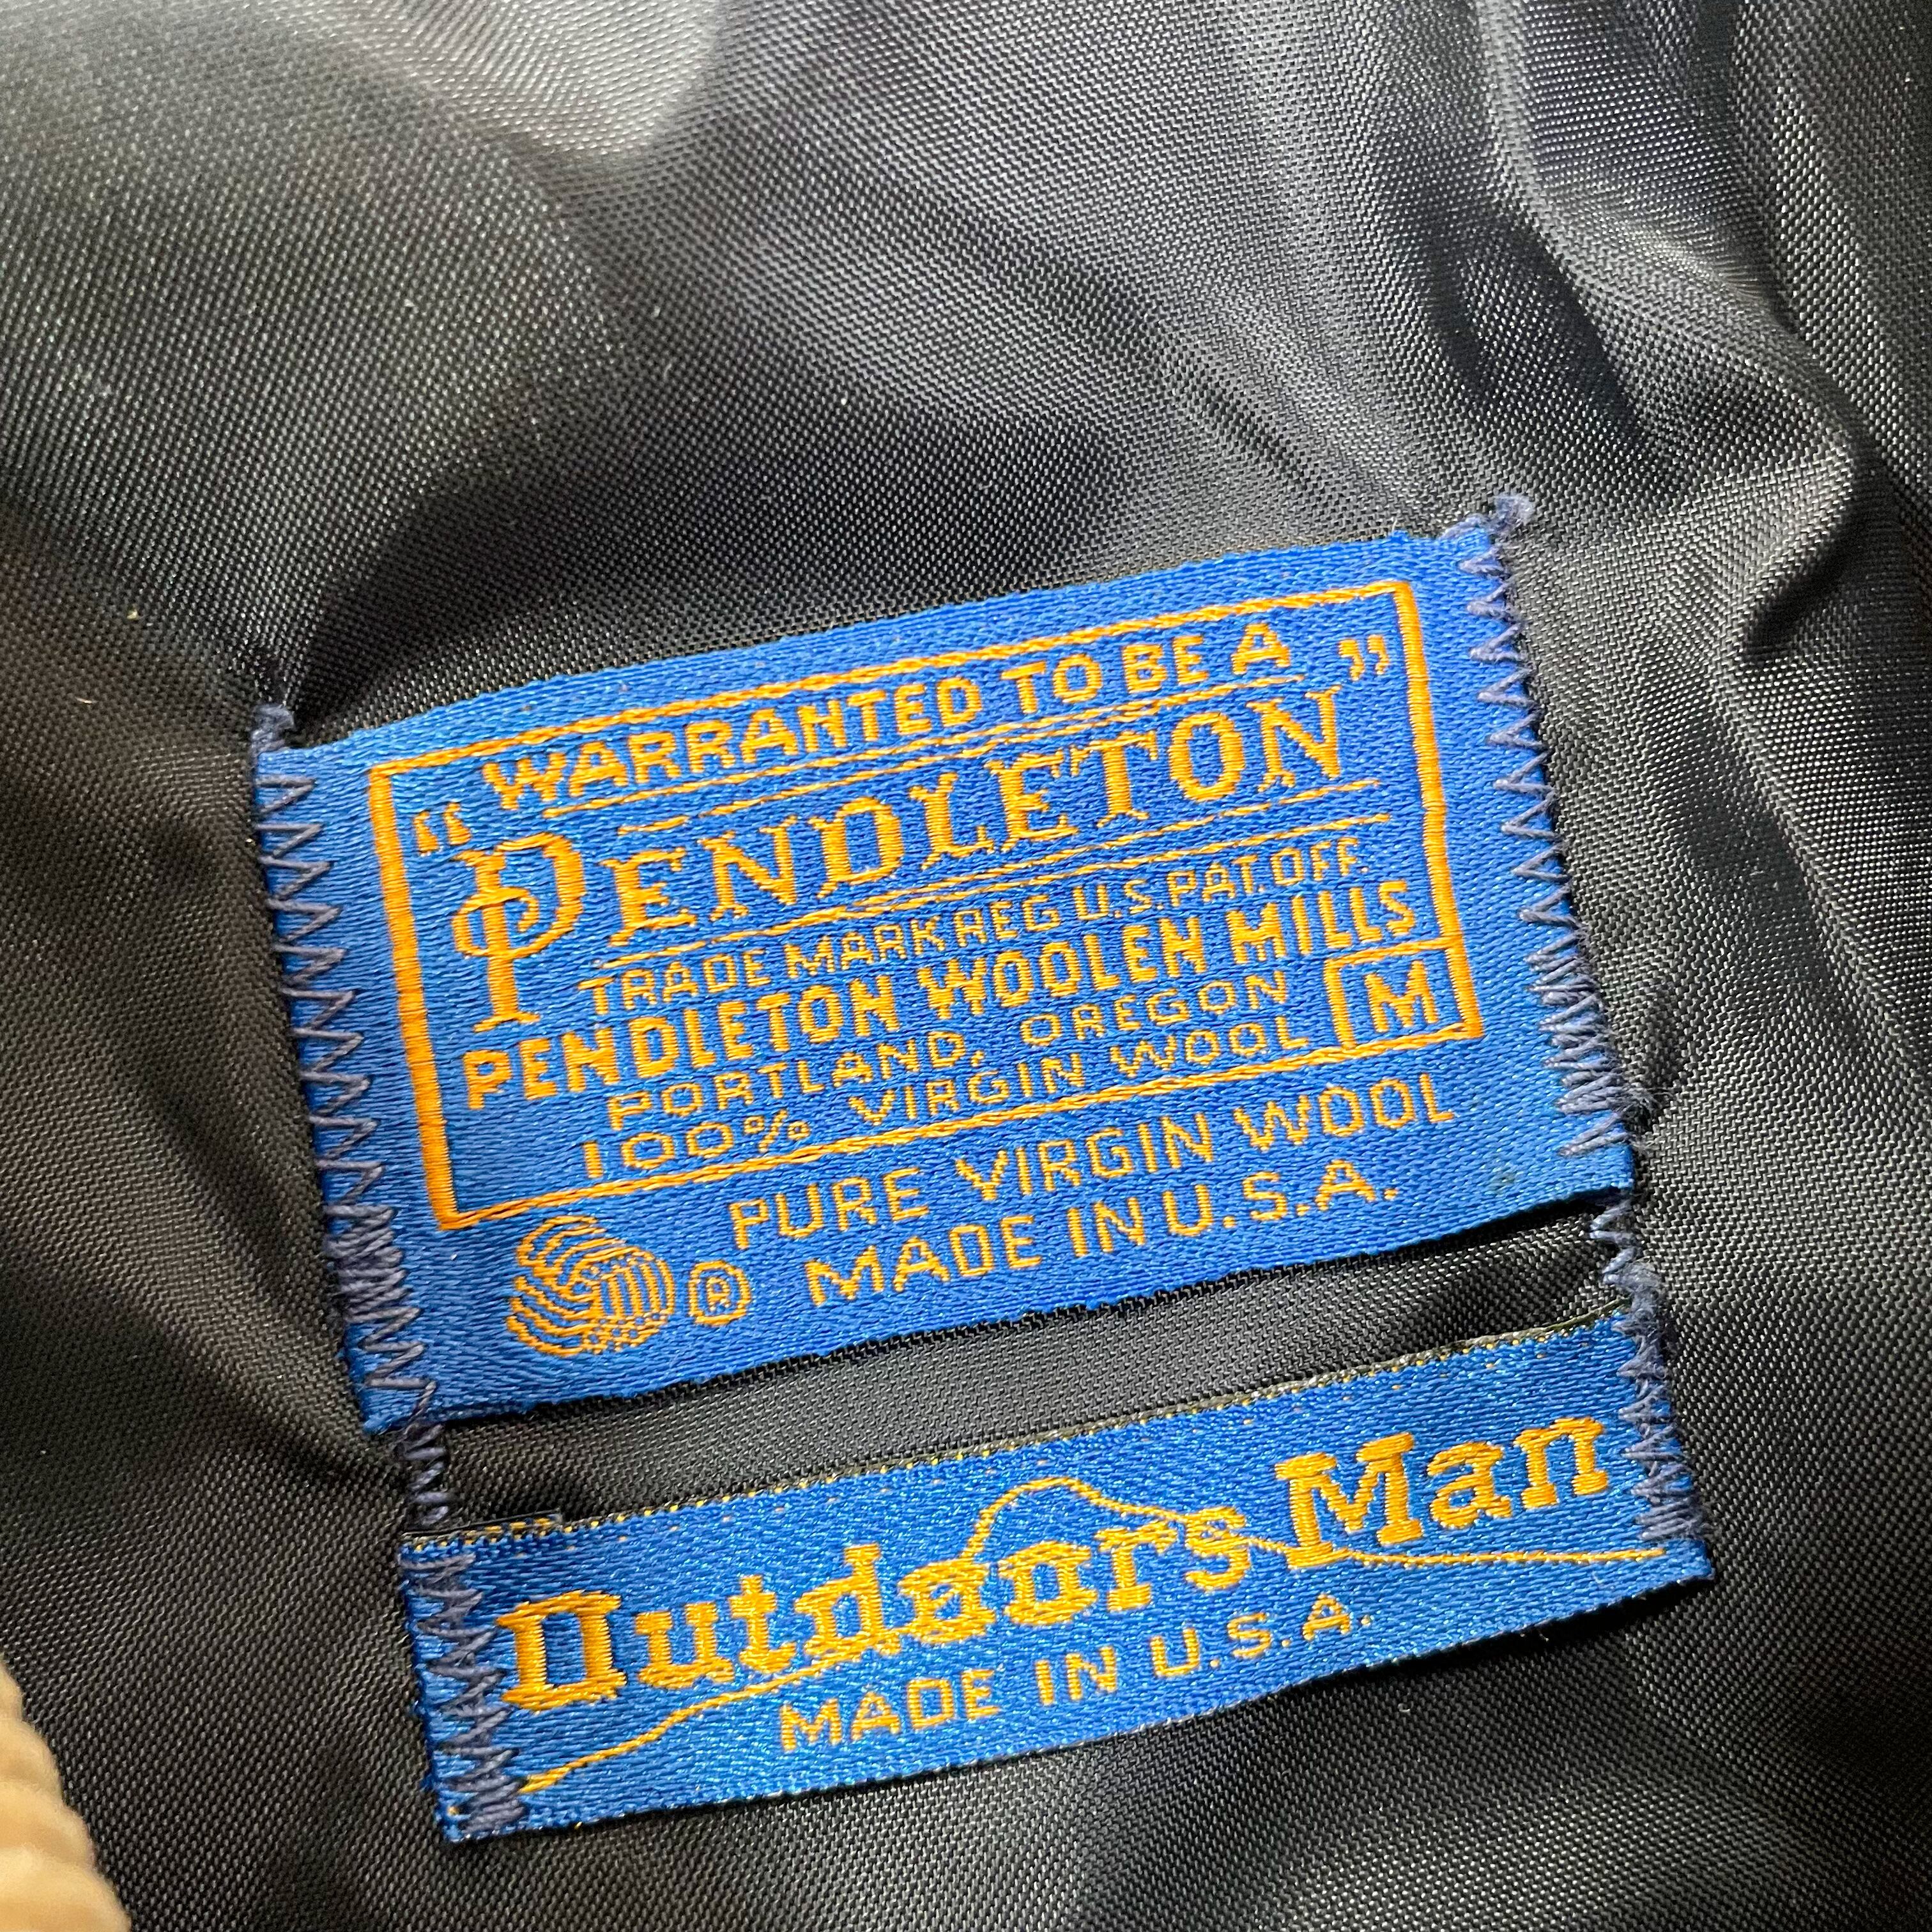 WARRANTED TO BE A
"PENDLETON"
TRADE MARK REG U.S. PAT. OFF.
PENDLETON WOOLEN MILLS
PORTLAND, OREGON
100% VIRGIN WOOL M
PURE VIRGIN WOOL
® MADE IN U.S.A.
Outdoors Man
MADE IN U.S.A.